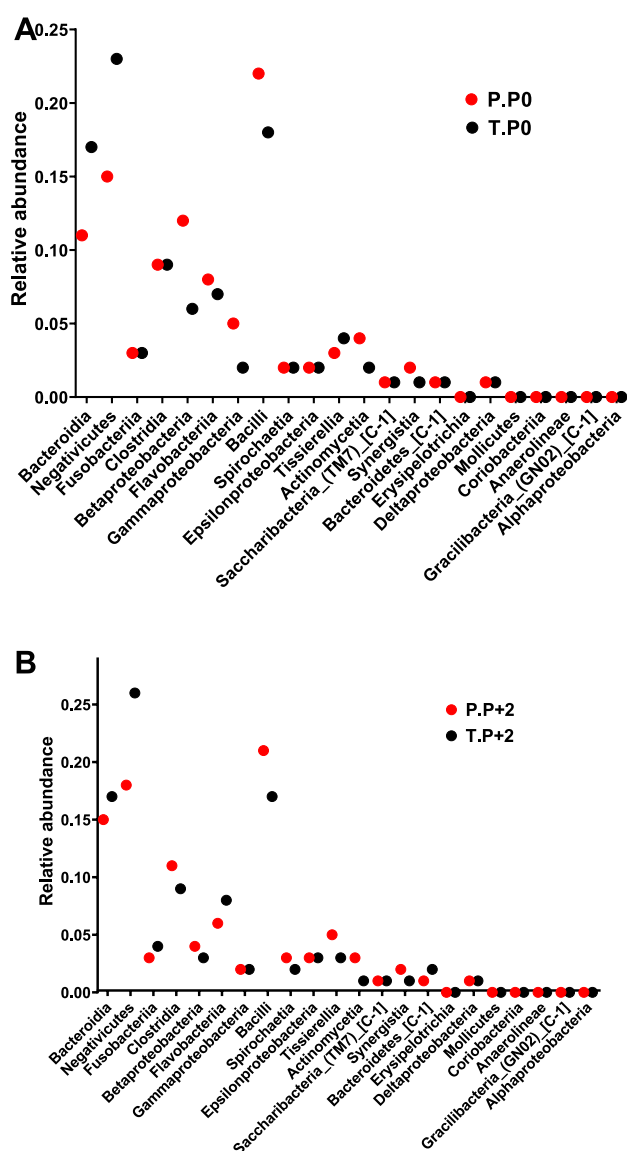 A
0.25
0.20
0.15
0.10
0.05
0.00
Relative abundance
P.P0
T.P0
Bacteroidia
Negativicutes
Fusobacteriia
Clostridia
Betaproteobacteria
Flavobacteriia
Gammaproteobacteria
Bacilli
Spirochaetia
Epsilonproteobacteria
Tissierellia
Actinomycetia
Saccharibacteria_(TM7)_[C-1]
Synergistia
Bacteroidetes_[C-1]
Erysipelotrichia
Deltaproteobacteria
Mollicutes
Coriobacteriia
Anaerolineae
Gracilibacteria_(GN02)_[C-1]
Alphaproteobacteria
B
0.25
0.20
0.15
0.10
0.05
0.00
Relative abundance
P.P+2
T.P+2
Bacteroidia
Negativicutes
Fusobacteriia
Clostridia
Betaproteobacteria
Flavobacteriia
Gammaproteobacteria
Bacilli
Spirochaetia
Epsilonproteobacteria
Tissierellia
Actinomycetia
Saccharibacteria_(TM7)_[C-1]
Synergistia
Bacteroidetes_[C-1]
Erysipelotrichia
Deltaproteobacteria
Mollicutes
Coriobacteriia
Anaerolineae
Gracilibacteria_(GN02)_[C-1]
Alphaproteobacteria